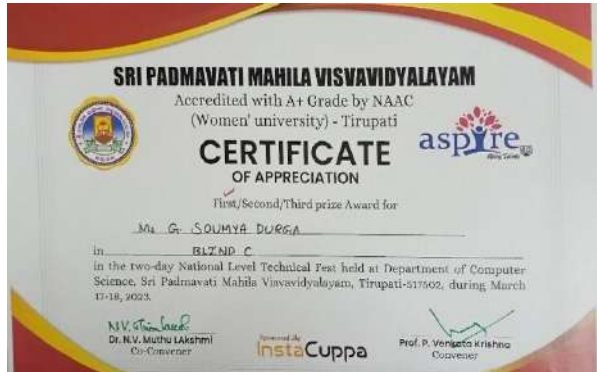 SRI PADMAVATI MAHILA VISVAVIDYALAYAM
Accredited with A+ Grade by NAAC
(Women' university) - Tirupati
aspire
CERTIFICATE
OF APPRECIATION
First/Second/Third prize Award for
Ms G. SOUMYA DURGA
in BLIND C
in the two-day National Level Technical Fest held at Department of Computer
Science, Sri Padmavati Mahila Visvavidyalayam, Tirupati-517502, during March
17-18, 2023.
Dr. N.V. Muthu LAkshmi
Co-Convener
Sponsored By
InstaCuppa
Prof. P. Venkata Krishna
Convener